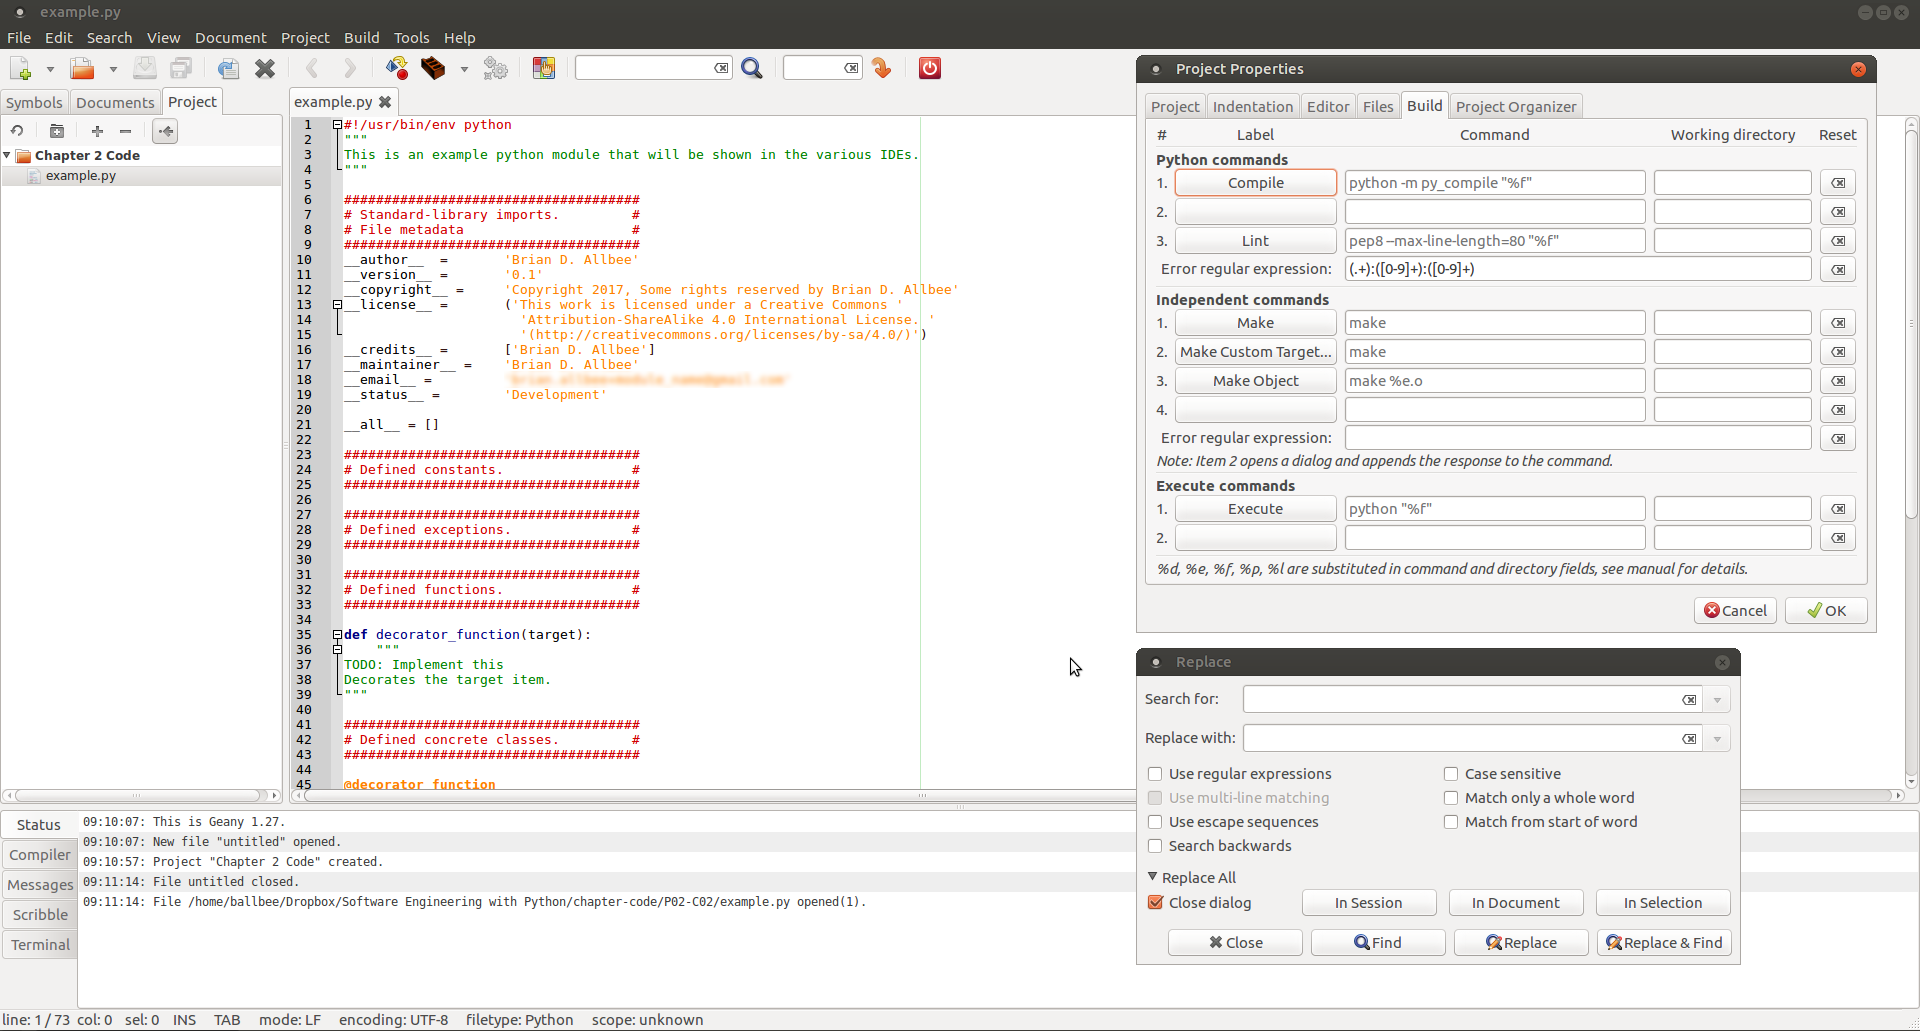 example.py
File Edit Search View Document Project Build Tools Help
Symbols Documents Project
Chapter 2 Code
example.py
example.py
1 #!/usr/bin/env python
2 """
3 This is an example python module that will be shown in the various IDEs.
4 """
5
6 #####################################
7 # Standard-library imports. #
8 # File metadata #
9 #####################################
10 __author__ = 'Brian D. Allbee'
11 __version__ = '0.1'
12 __copyright__ = 'Copyright 2017, Some rights reserved by Brian D. Allbee'
13 __license__ = ('This work is licensed under a Creative Commons '
14 'Attribution-ShareAlike 4.0 International License. '
15 '(http://creativecommons.org/licenses/by-sa/4.0/)')
16 __credits__ = ['Brian D. Allbee']
17 __maintainer__ = 'Brian D. Allbee'
18 __email__ =
19 __status__ = 'Development'
20
21 __all__ = []
22
23 #####################################
24 # Defined constants. #
25 #####################################
26
27 #####################################
28 # Defined exceptions. #
29 #####################################
30
31 #####################################
32 # Defined functions. #
33 #####################################
34
35 def decorator_function(target):
36 """
37 TODO: Implement this
38 Decorates the target item.
39 """
40
41 #####################################
42 # Defined concrete classes. #
43 #####################################
44
45 @decorator_function
Status
Compiler
Messages
Scribble
Terminal
09:10:07: This is Geany 1.27.
09:10:07: New file "untitled" opened.
09:10:57: Project "Chapter 2 Code" created.
09:11:14: File untitled closed.
09:11:14: File /home/ballbee/Dropbox/Software Engineering with Python/chapter-code/P02-C02/example.py opened(1).
line: 1 / 73 col: 0 sel: 0 INS TAB mode: LF encoding: UTF-8 filetype: Python scope: unknown
Project Properties
Project Indentation Editor Files Build Project Organizer
# Label Command Working directory Reset
Python commands
1. Compile python -m py_compile "%f"
2.
3. Lint pep8 --max-line-length=80 "%f"
Error regular expression: (.+):([0-9]+):([0-9]+)
Independent commands
1. Make make
2. Make Custom Target... make
3. Make Object make %e.o
4.
Error regular expression:
Note: Item 2 opens a dialog and appends the response to the command.
Execute commands
1. Execute python "%f"
2.
%d, %e, %f, %p, %l are substituted in command and directory fields, see manual for details.
Cancel OK
Replace
Search for:
Replace with:
Use regular expressions Case sensitive
Use multi-line matching Match only a whole word
Use escape sequences Match from start of word
Search backwards
Replace All
Close dialog In Session In Document In Selection
Close Find Replace Replace & Find